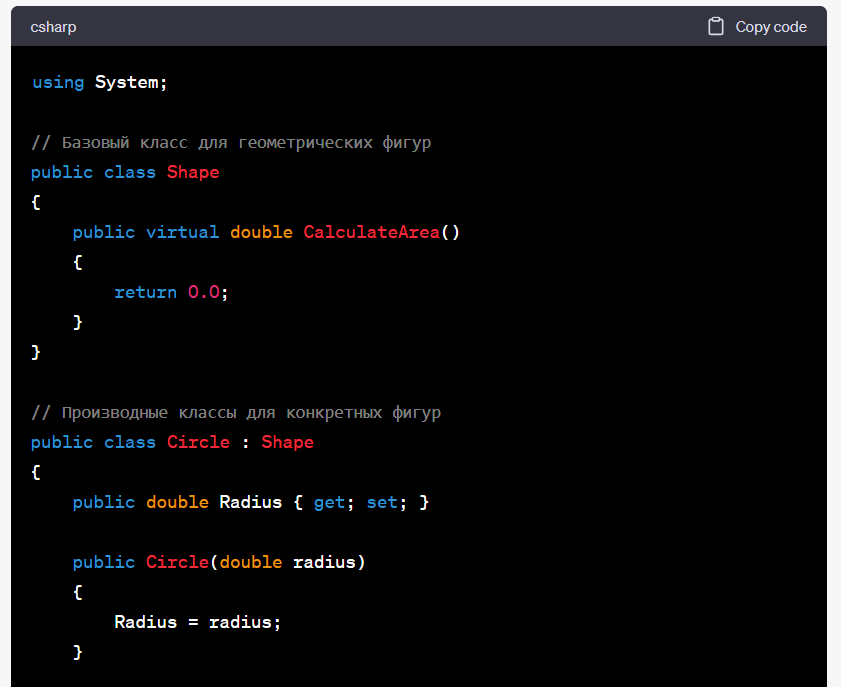 csharp
Copy code
using System;
// Базовый класс для геометрических фигур
public class Shape
{
    public virtual double CalculateArea()
    {
        return 0.0;
    }
}
// Производные классы для конкретных фигур
public class Circle : Shape
{
    public double Radius { get; set; }
    public Circle(double radius)
    {
        Radius = radius;
    }